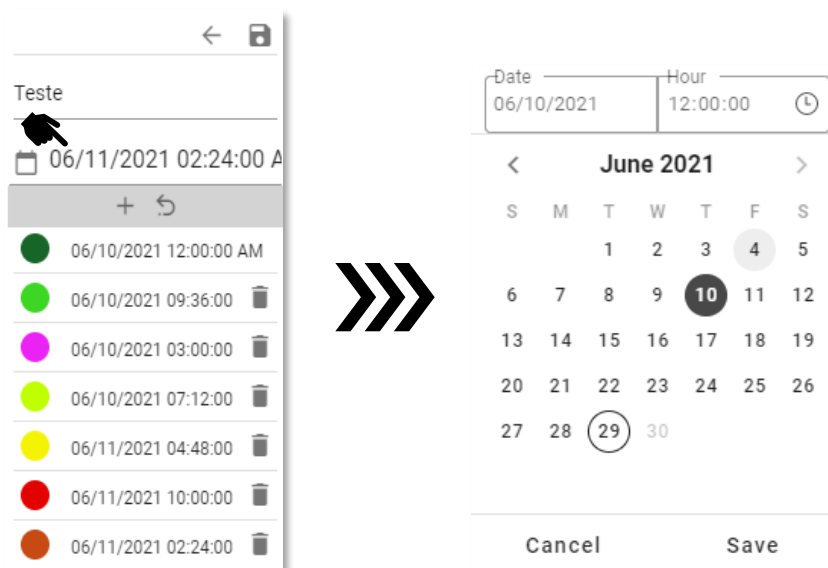 Teste
06/11/2021 02:24:00 A
06/10/2021 12:00:00 AM
06/10/2021 09:36:00
06/10/2021 03:00:00
06/10/2021 07:12:00
06/11/2021 04:48:00
06/11/2021 10:00:00
06/11/2021 02:24:00
Date Hour
06/10/2021 12:00:00
June 2021
S M T W T F S
1 2 3 4 5
6 7 8 9 10 11 12
13 14 15 16 17 18 19
20 21 22 23 24 25 26
27 28 29 30
Cancel Save